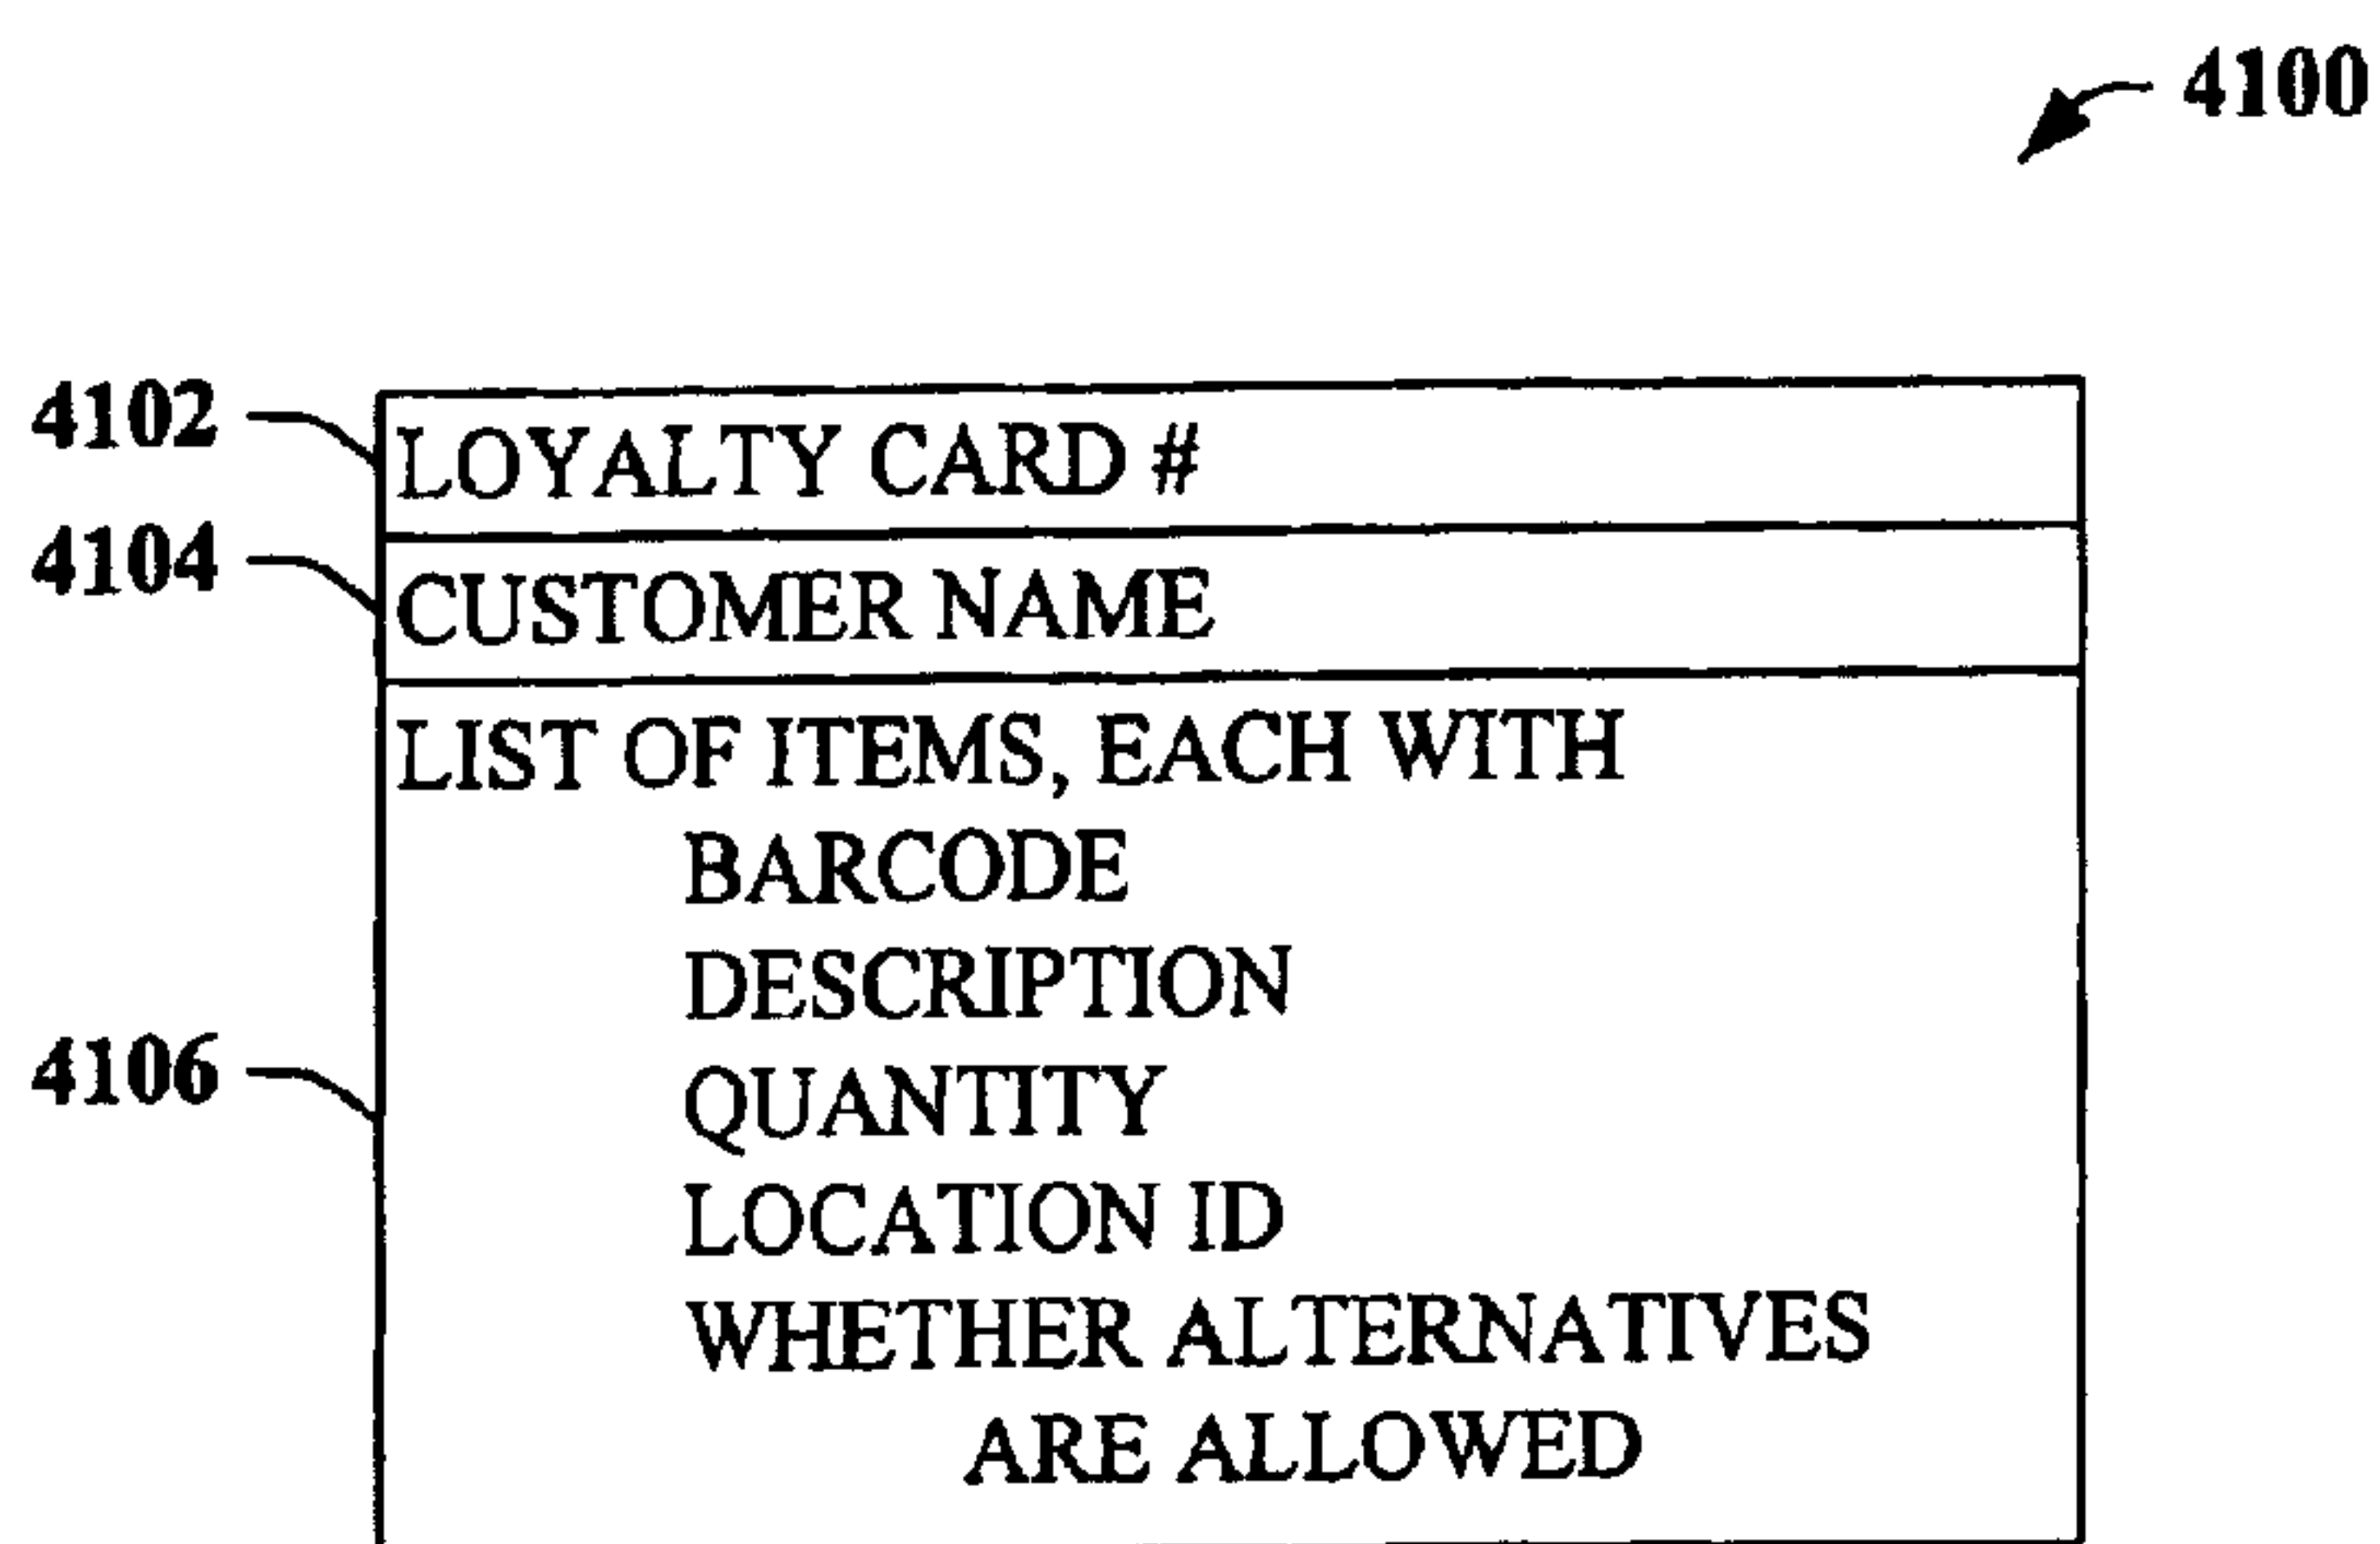 4100
4102
LOYALTY CARD #
4104
CUSTOMER NAME
LIST OF ITEMS, EACH WITH
BARCODE
DESCRIPTION
4106
QUANTITY
LOCATION ID
WHETHER ALTERNATIVES
ARE ALLOWED